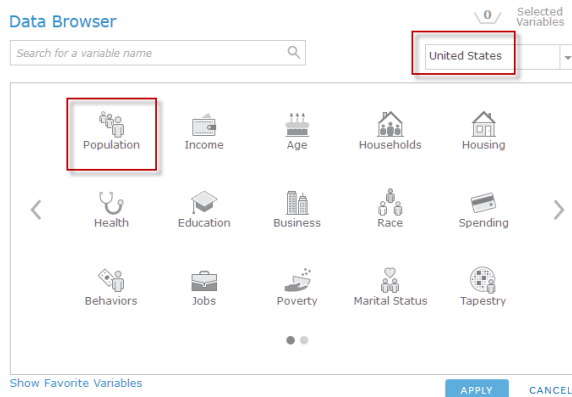 Data Browser
0
Selected Variables
Search for a variable name
United States
Population
Income
Age
Households
Housing
Health
Education
Business
Race
Spending
Behaviors
Jobs
Poverty
Marital Status
Tapestry
Show Favorite Variables
APPLY
CANCEL